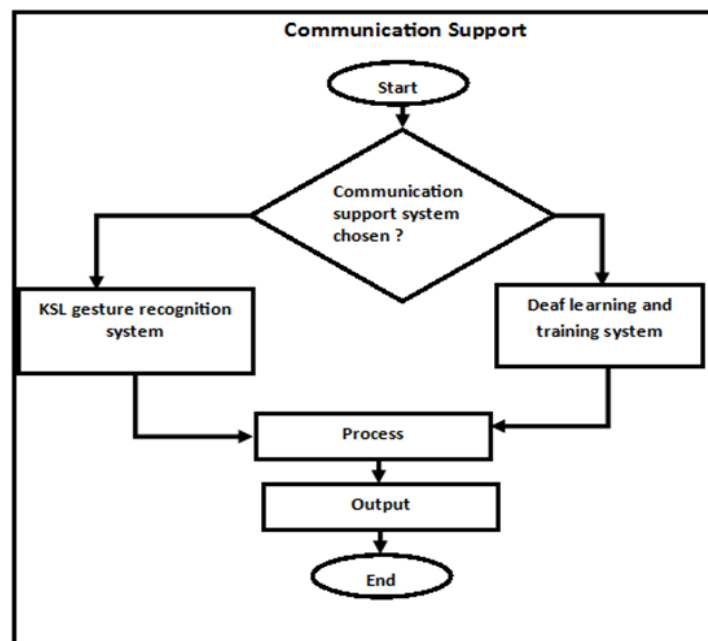 Communication Support
Start
Communication
support system
chosen ?
KSL gesture recognition
system
Deaf learning and
training system
Process
Output
End